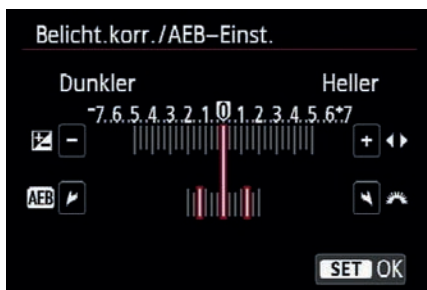 Belicht.korr./AEB–Einst.
Dunkler Heller
-7.6.5.4.3.2.1.0.1.2.3.4.5.6.+7
- +
AEB
SET OK